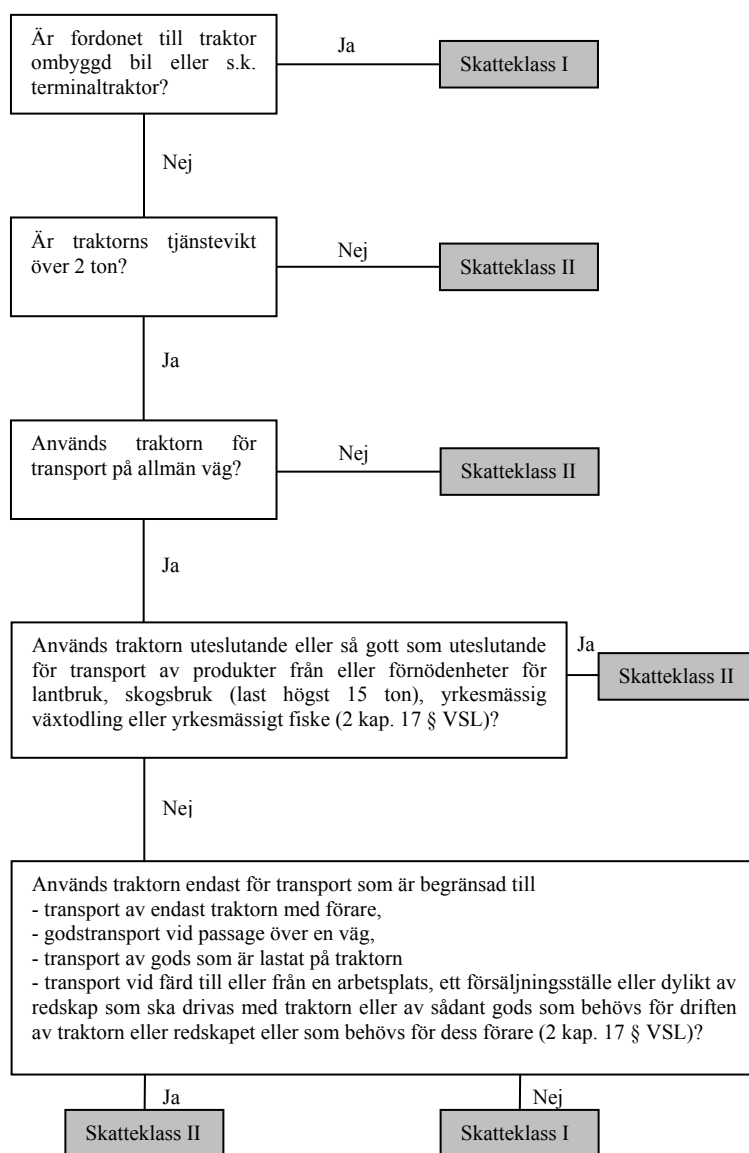 Är fordonet till traktor
ombyggd bil eller s.k.
terminaltraktor?
Ja
Skatteklass I
Nej
Är traktorns tjänstevikt
över 2 ton?
Nej
Skatteklass II
Ja
Används traktorn för
transport på allmän väg?
Nej
Skatteklass II
Ja
Används traktorn uteslutande eller så gott som uteslutande
för transport av produkter från eller förnödenheter för
lantbruk, skogsbruk (last högst 15 ton), yrkesmässig
växtodling eller yrkesmässigt fiske (2 kap. 17 § VSL)?
Ja
Skatteklass II
Nej
Används traktorn endast för transport som är begränsad till
- transport av endast traktorn med förare,
- godstransport vid passage över en väg,
- transport av gods som är lastat på traktorn
- transport vid färd till eller från en arbetsplats, ett försäljningsställe eller dylikt av
redskap som ska drivas med traktorn eller av sådant gods som behövs för driften
av traktorn eller redskapet eller som behövs för dess förare (2 kap. 17 § VSL)?
Ja
Skatteklass II
Nej
Skatteklass I